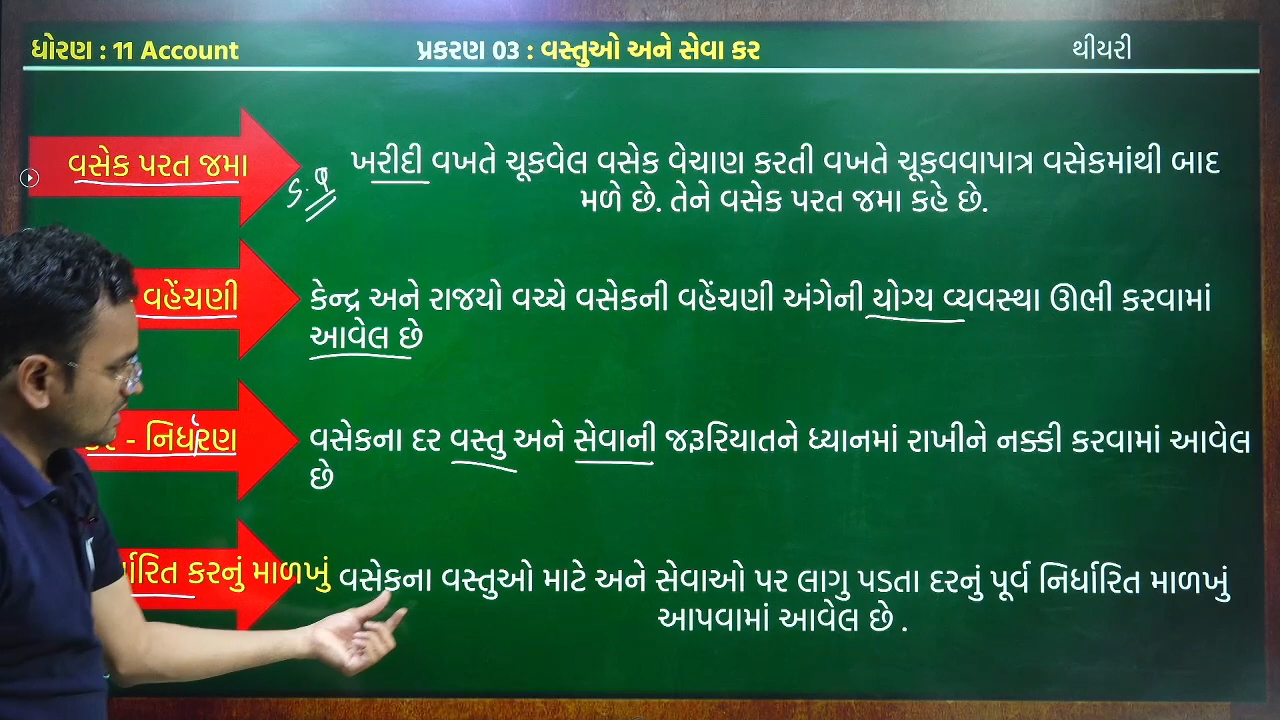 ધોરણ : 11 Account
પ્રકરણ 03 : વસ્તુઓ અને સેવા કર
થીયરી
વસેક પરત જમા
ખરીદી વખતે ચૂકવેલ વસેક વેચાણ કરતી વખતે ચૂકવવાપાત્ર વસેકમાંથી બાદ
મળે છે. તેને વસેક પરત જમા કહે છે.
વહેંચણી
કેન્દ્ર અને રાજયો વચ્ચે વસેકની વહેંચણી અંગેની યોગ્ય વ્યવસ્થા ઊભી કરવામાં
આવેલ છે
- નિર્ધારણ
વસેકના દર વસ્તુ અને સેવાની જરૂરિયાતને ધ્યાનમાં રાખીને નક્કી કરવામાં આવેલ
છે
કરનું માળખું
વસેકના વસ્તુઓ માટે અને સેવાઓ પર લાગુ પડતા દરનું પૂર્વ નિર્ધારિત માળખું
આપવામાં આવેલ છે .